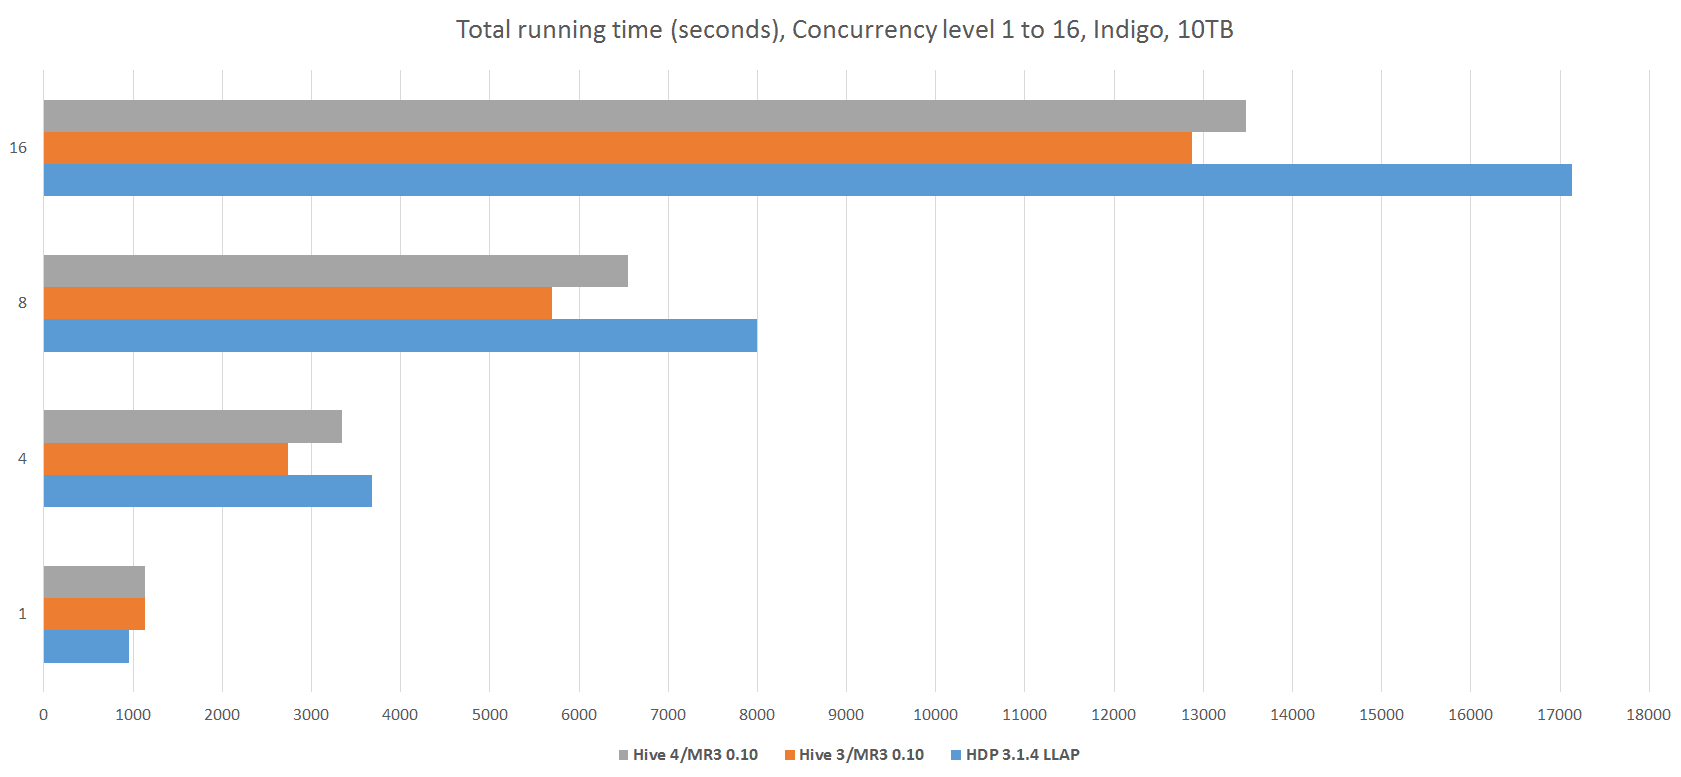 Total running time (seconds), Concurrency level 1 to 16, Indigo, 10TB
16
8
4
1
0 1000 2000 3000 4000 5000 6000 7000 8000 9000 10000 11000 12000 13000 14000 15000 16000 17000 18000
Hive 4/MR3 0.10 Hive 3/MR3 0.10 HDP 3.1.4 LLAP